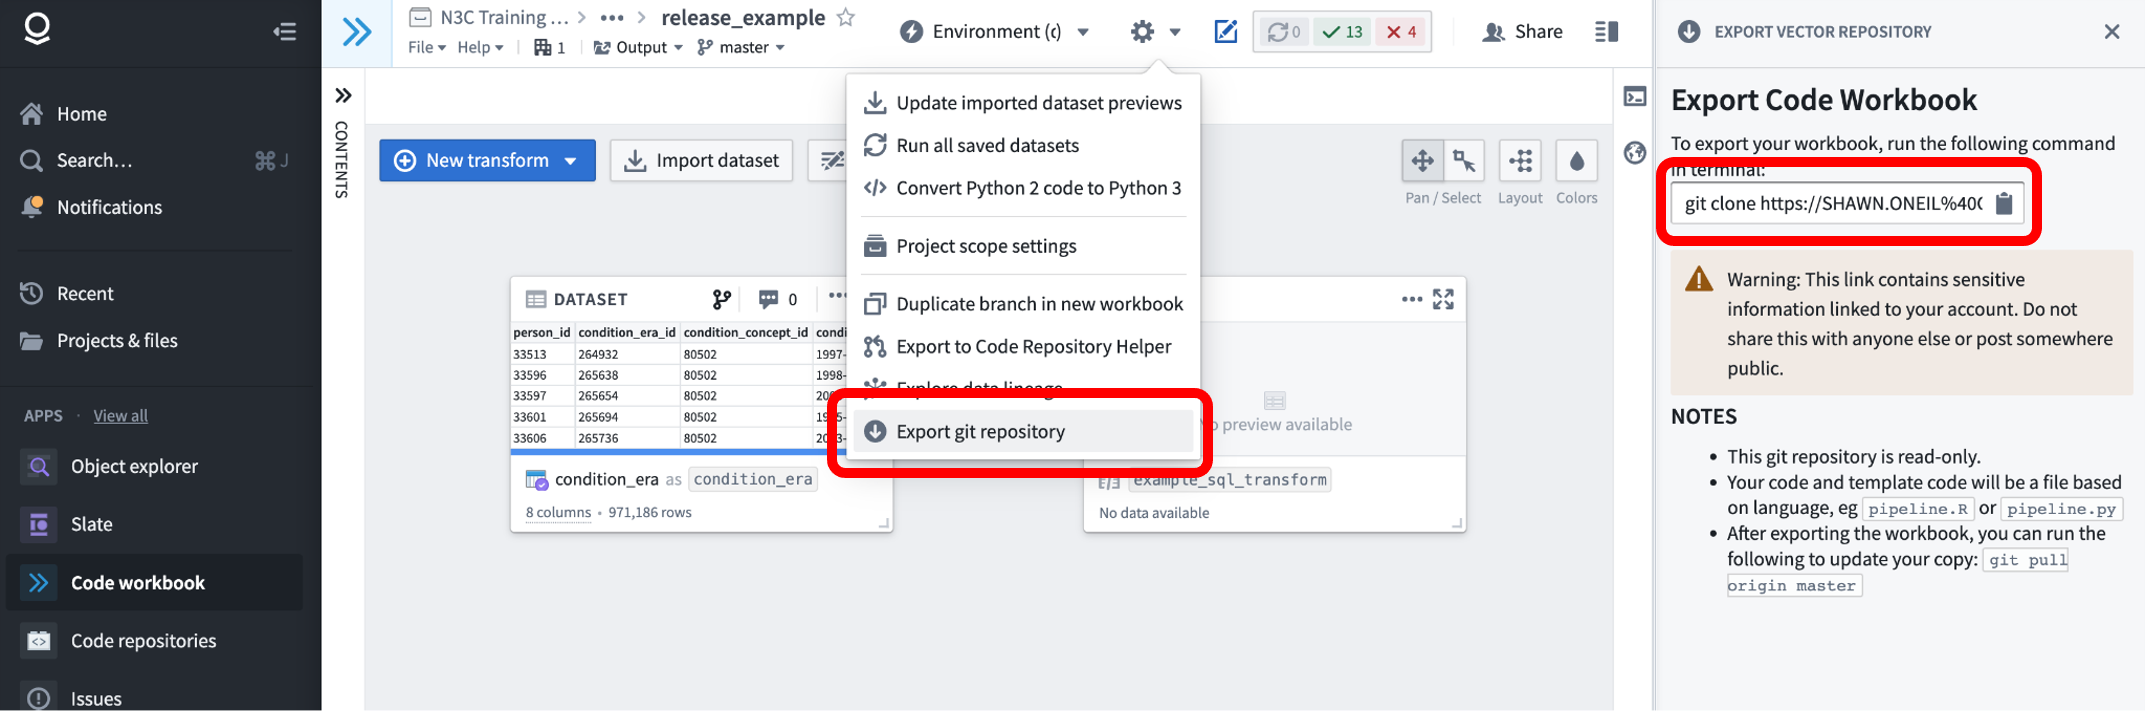 Home
Search…
⌘ J
Notifications
Recent
Projects & files
APPS · View all
Object explorer
Slate
Code workbook
Code repositories
Issues
N3C Training … > ••• > release_example
File Help 1 Output master
Environment (
0 13 4
Share
CONTENTS
New transform
Import dataset
Pan / Select
Layout
Colors
Update imported dataset previews
Run all saved datasets
Convert Python 2 code to Python 3
Project scope settings
Duplicate branch in new workbook
Export to Code Repository Helper
Explore data lineage
Export git repository
DATASET 0 •••
person_id condition_era_id condition_concept_id condi
33513 264932 80502 1997-
33596 265638 80502 1998-
33597 265654 80502
33601 265694 80502
33606 265736 80502
condition_era as condition_era
8 columns • 971,186 rows
•••
preview available
example_sql_transform
No data available
EXPORT VECTOR REPOSITORY
Export Code Workbook
To export your workbook, run the following command
in terminal:
git clone https://SHAWN.ONEIL%40
Warning: This link contains sensitive
information linked to your account. Do not
share this with anyone else or post somewhere
public.
NOTES
• This git repository is read-only.
• Your code and template code will be a file based
on language, eg pipeline.R or pipeline.py
• After exporting the workbook, you can run the
following to update your copy: git pull
origin master